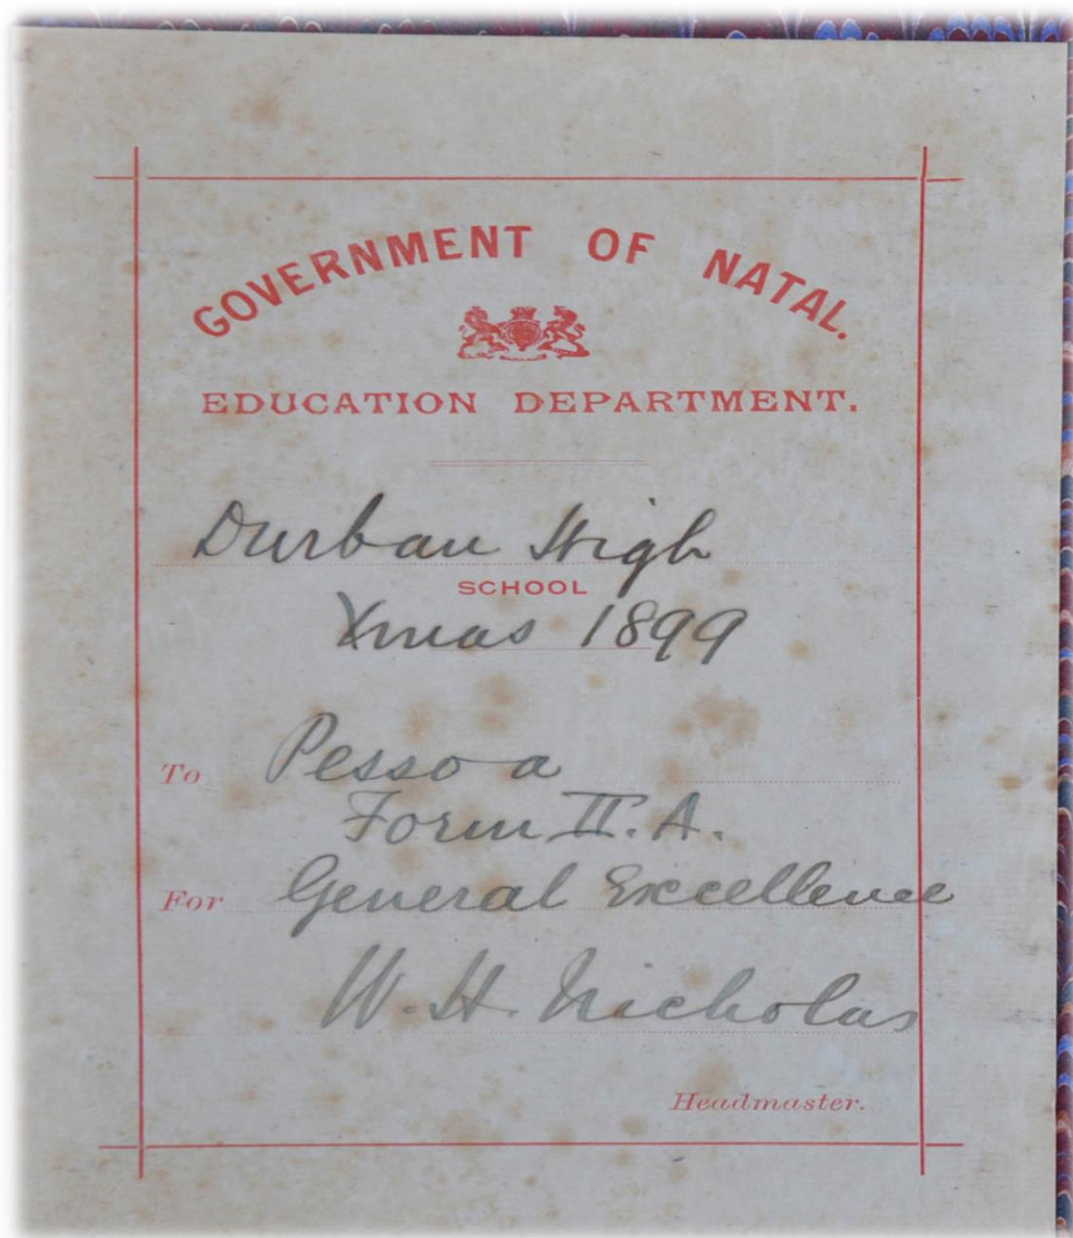 GOVERNMENT OF NATAL.
EDUCATION DEPARTMENT.
Durban High
SCHOOL
Xmas 1899
To Pessoa
Form II.A.
For General Excellence
W. H. Nicholas
Headmaster.